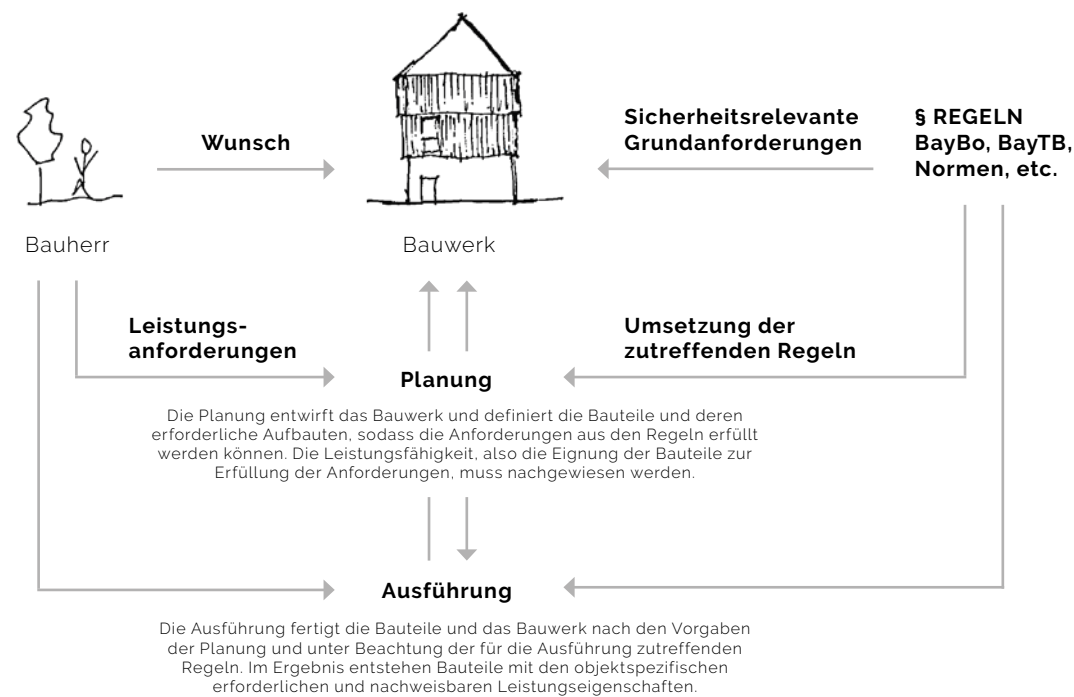 Wunsch
Sicherheitsrelevante
Grundanforderungen
§ REGELN
BayBo, BayTB,
Normen, etc.
Bauherr
Bauwerk
Leistungs-
anforderungen
Umsetzung der
zutreffenden Regeln
Planung
Die Planung entwirft das Bauwerk und definiert die Bauteile und deren
erforderliche Aufbauten, sodass die Anforderungen aus den Regeln erfüllt
werden können. Die Leistungsfähigkeit, also die Eignung der Bauteile zur
Erfüllung der Anforderungen, muss nachgewiesen werden.
Ausführung
Die Ausführung fertigt die Bauteile und das Bauwerk nach den Vorgaben
der Planung und unter Beachtung der für die Ausführung zutreffenden
Regeln. Im Ergebnis entstehen Bauteile mit den objektspezifischen
erforderlichen und nachweisbaren Leistungseigenschaften.